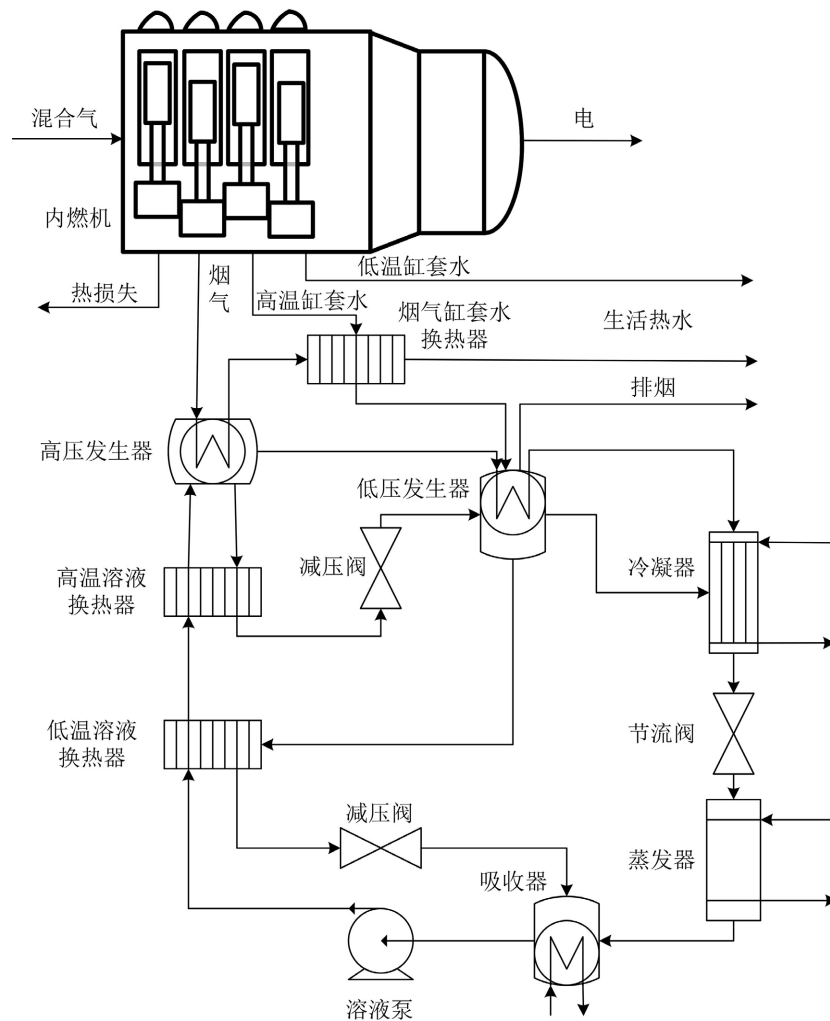 混合气
电
内燃机
热损失
烟
气
低温缸套水
高温缸套水
烟气缸套水
换热器
生活热水
排烟
高压发生器
低压发生器
减压阀
高温溶液
换热器
冷凝器
低温溶液
换热器
节流阀
减压阀
吸收器
蒸发器
溶液泵